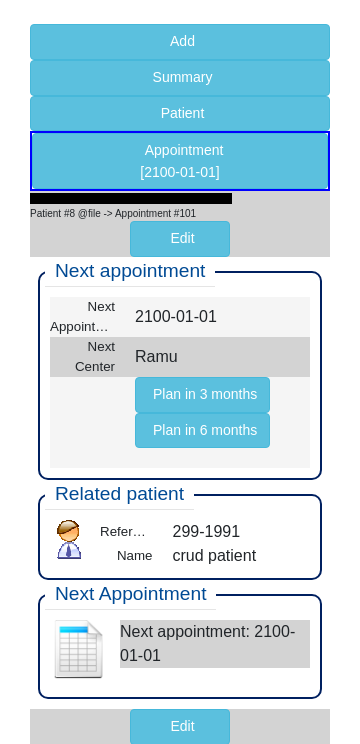 Add
Summary
Patient
Appointment
[2100-01-01]
Patient #8 @file -> Appointment #101
Edit
Next appointment
Next
Appoint…
2100-01-01
Next
Center
Ramu
Plan in 3 months
Plan in 6 months
Related patient
Refer…
299-1991
Name
crud patient
Next Appointment
Next appointment: 2100-
01-01
Edit